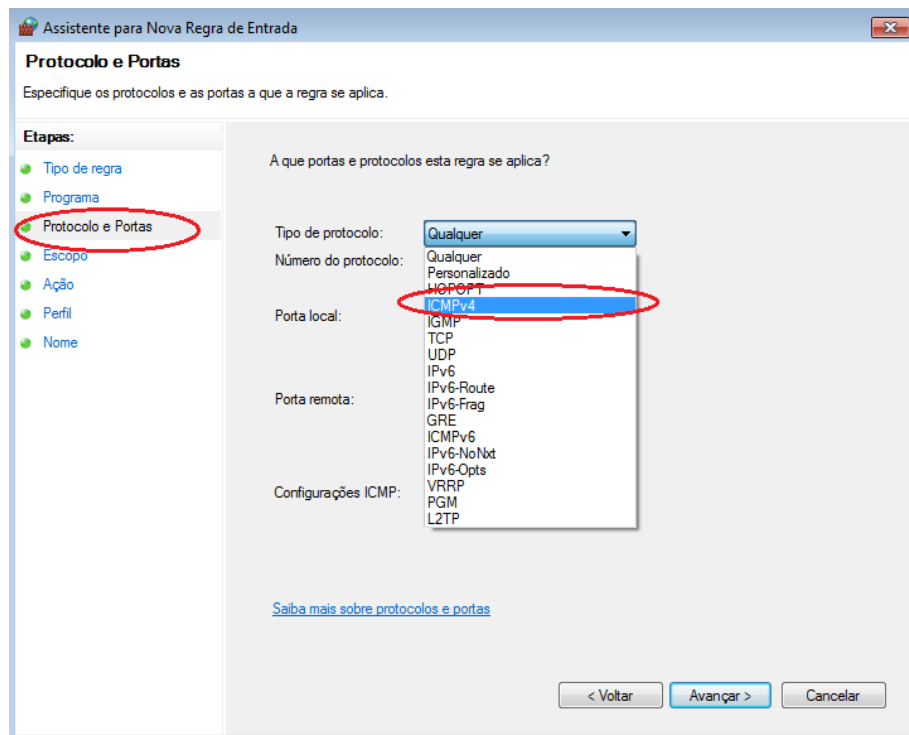 Assistente para Nova Regra de Entrada
Protocolo e Portas
Especifique os protocolos e as portas a que a regra se aplica.
Etapas:
Tipo de regra
Programa
Protocolo e Portas
Escopo
Ação
Perfil
Nome
A que portas e protocolos esta regra se aplica?
Tipo de protocolo:
Qualquer
Número do protocolo:
Porta local:
Porta remota:
Configurações ICMP:
Qualquer
Personalizado
HOPOPT
ICMPv4
IGMP
TCP
UDP
IPv6
IPv6-Route
IPv6-Frag
GRE
ICMPv6
IPv6-NoNxt
IPv6-Opts
VRRP
PGM
L2TP
Saiba mais sobre protocolos e portas
< Voltar
Avançar >
Cancelar